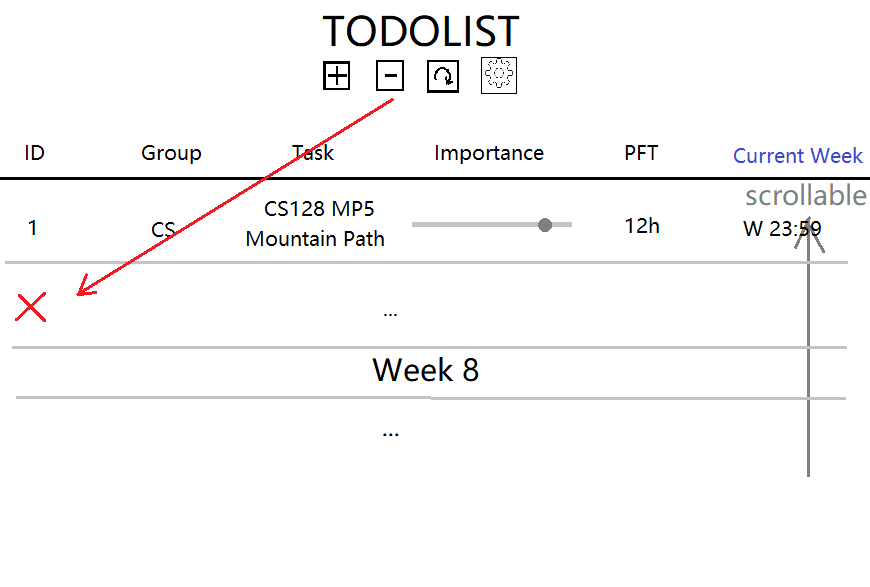 TODOLIST
ID Group Task Importance PFT Current Week
scrollable
1 CS CS128 MP5 Mountain Path 12h W 23:59
...
Week 8
...